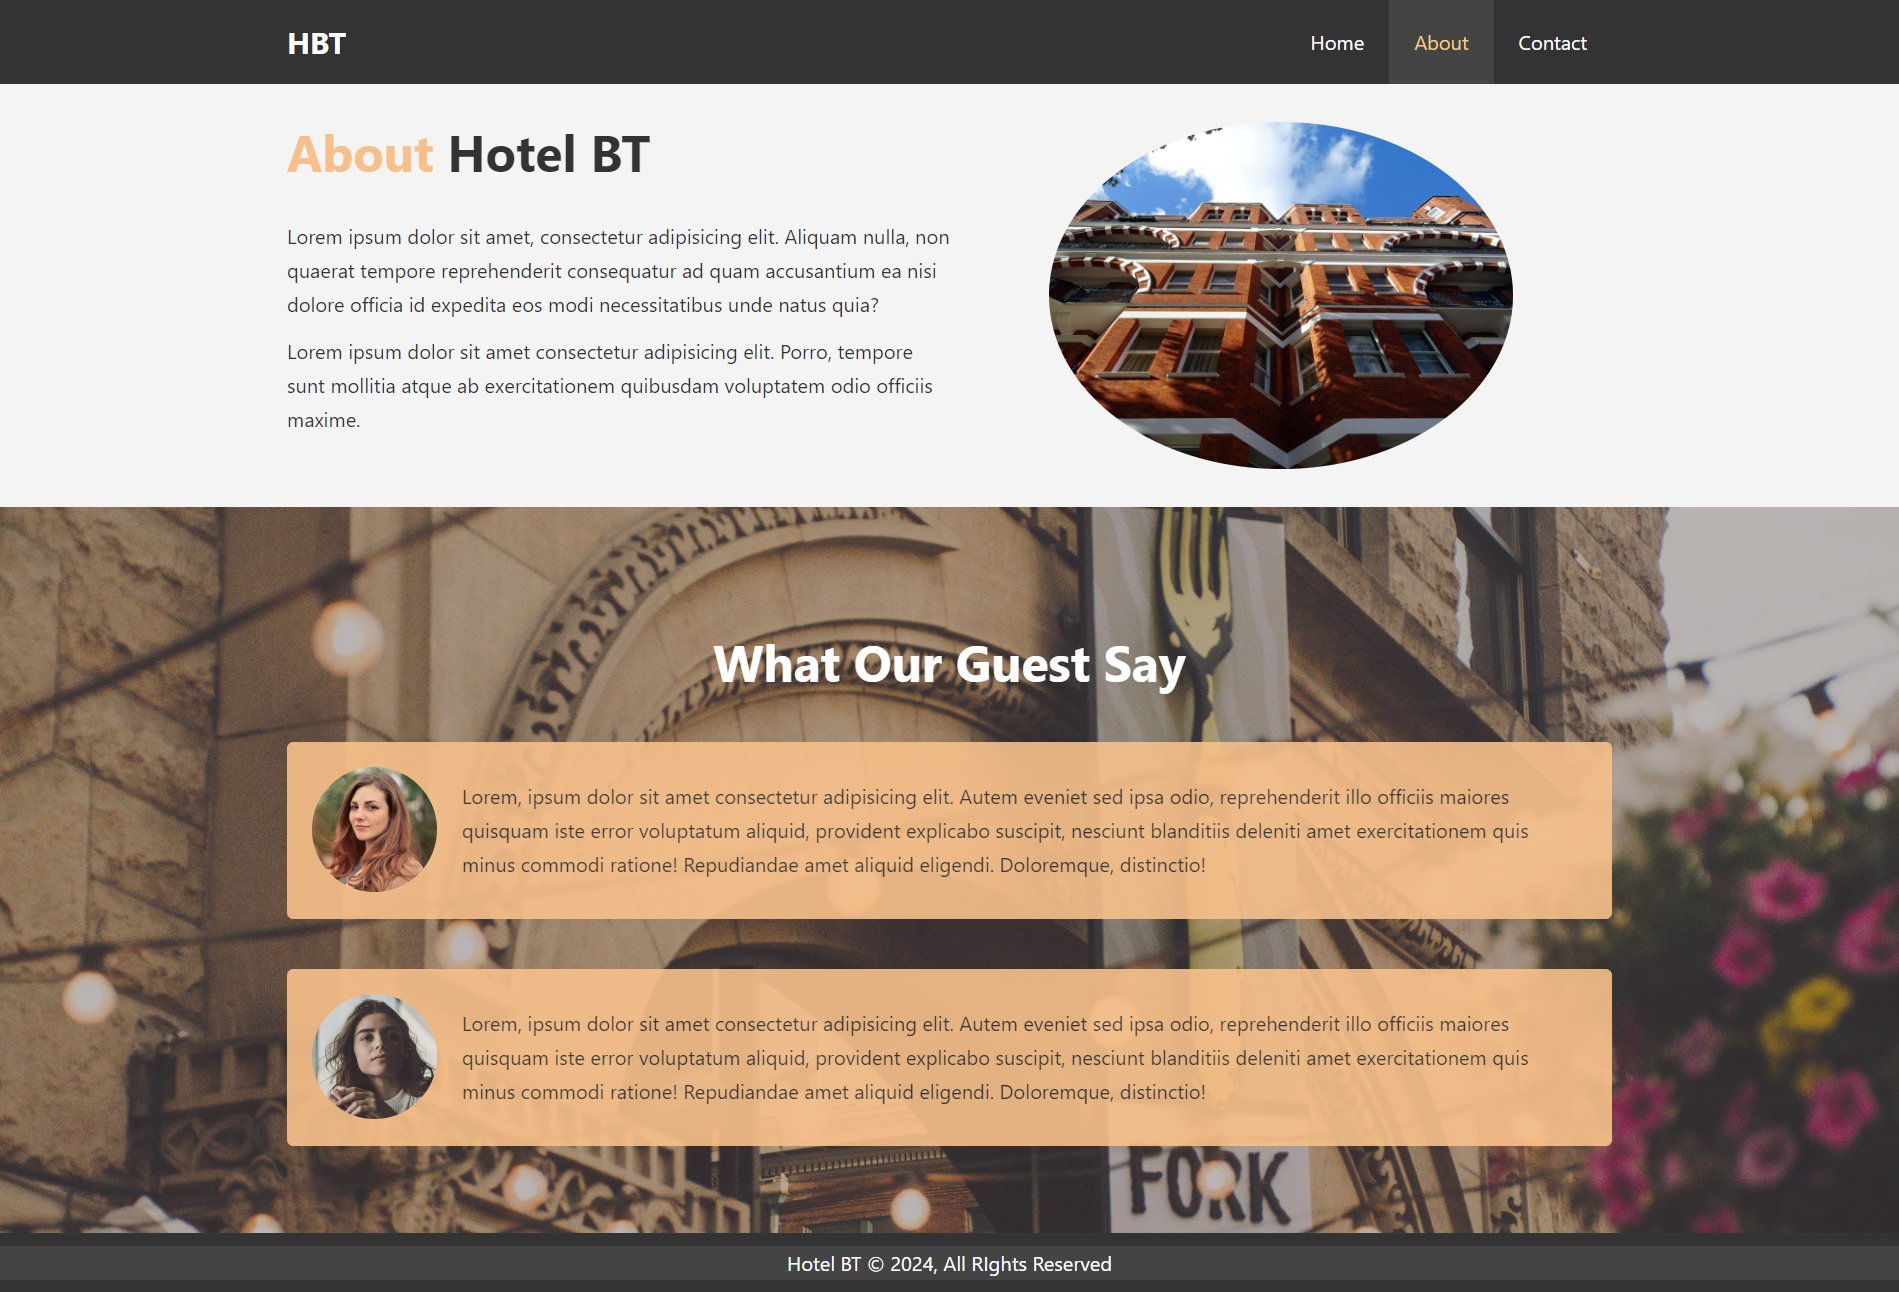 HBT
Home
About
Contact
About Hotel BT
Lorem ipsum dolor sit amet, consectetur adipisicing elit. Aliquam nulla, non
quaerat tempore reprehenderit consequatur ad quam accusantium ea nisi
dolore officia id expedita eos modi necessitatibus unde natus quia?
Lorem ipsum dolor sit amet consectetur adipisicing elit. Porro, tempore
sunt mollitia atque ab exercitationem quibusdam voluptatem odio officiis
maxime.
What Our Guest Say
Lorem, ipsum dolor sit amet consectetur adipisicing elit. Autem eveniet sed ipsa odio, reprehenderit illo officiis maiores
quisquam iste error voluptatum aliquid, provident explicabo suscipit, nesciunt blanditiis deleniti amet exercitationem quis
minus commodi ratione! Repudiandae amet aliquid eligendi. Doloremque, distinctio!
Lorem, ipsum dolor sit amet consectetur adipisicing elit. Autem eveniet sed ipsa odio, reprehenderit illo officiis maiores
quisquam iste error voluptatum aliquid, provident explicabo suscipit, nesciunt blanditiis deleniti amet exercitationem quis
minus commodi ratione! Repudiandae amet aliquid eligendi. Doloremque, distinctio!
FORK
Hotel BT © 2024, All RIghts Reserved